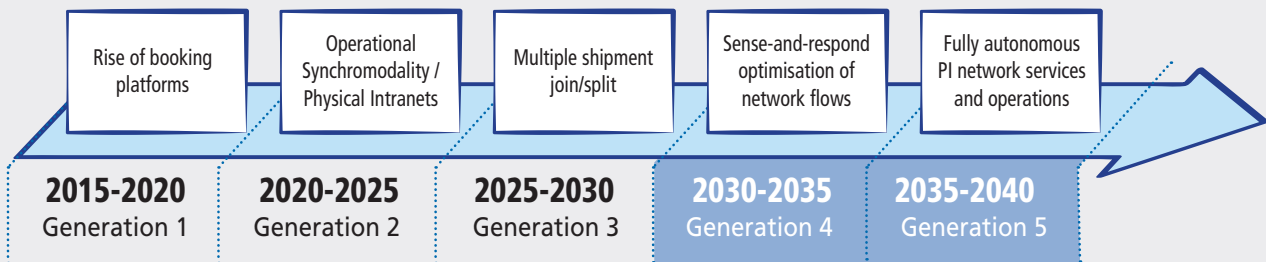 Rise of booking
platforms
Operational
Synchromodality /
Physical Intranets
Multiple shipment
join/split
Sense-and-respond
optimisation of
network flows
Fully autonomous
PI network services
and operations
2015-2020
Generation 1
2020-2025
Generation 2
2025-2030
Generation 3
2030-2035
Generation 4
2035-2040
Generation 5